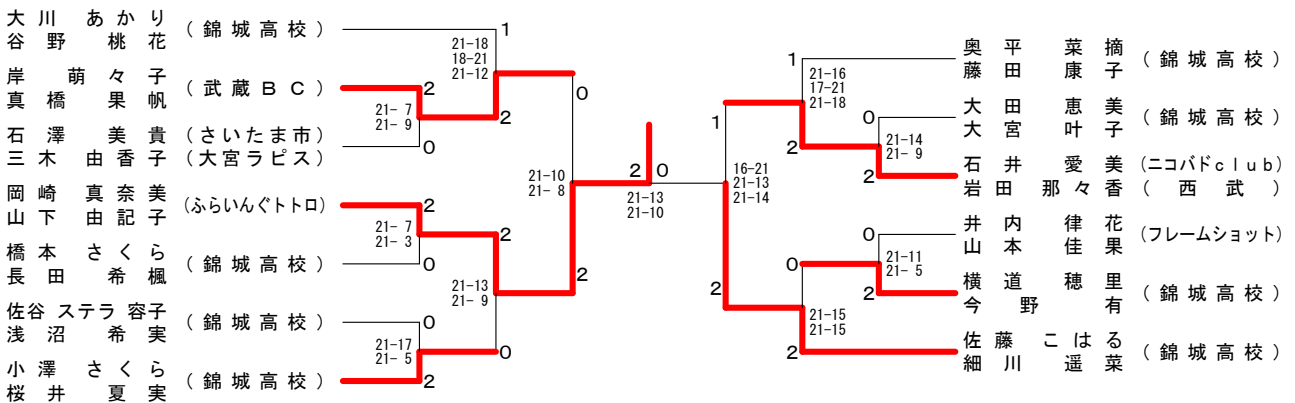 大川 あかり
谷野 桃花
(錦城高校)
1
21-18
18-21
21-12
岸 萌々子
真橋 果帆
(武蔵BC)
2
21- 7
21- 9
2
石澤 美貴 (さいたま市)
三木 由香子 (大宮ラピス)
0
0
21-10
21- 8
岡崎 真奈美
山下 由記子
(ふらいんぐトトロ)
2
21- 7
21- 3
2
橋本 さくら
長田 希楓
(錦城高校)
0
21-13
21- 9
2
佐谷 ステラ 容子
浅沼 希実
(錦城高校)
0
21-17
21- 5
0
小澤 さくら
桜井 夏実
(錦城高校)
2
2 0
21-13
21-10
奥平 菜摘
藤田 康子
(錦城高校)
1
21-16
17-21
21-18
大田 恵美
大宮 叶子
(錦城高校)
0
21-14
21- 9
2
石井 愛美 (ニコバドclub)
岩田 那々香 (西武)
2
1
16-21
21-13
21-14
井内 律花
山本 佳果
(フレームショット)
0
21-11
21- 5
0
横道 穂里
今野 有
(錦城高校)
2
2
21-15
21-15
佐藤 こはる
細川 遥菜
(錦城高校)
2